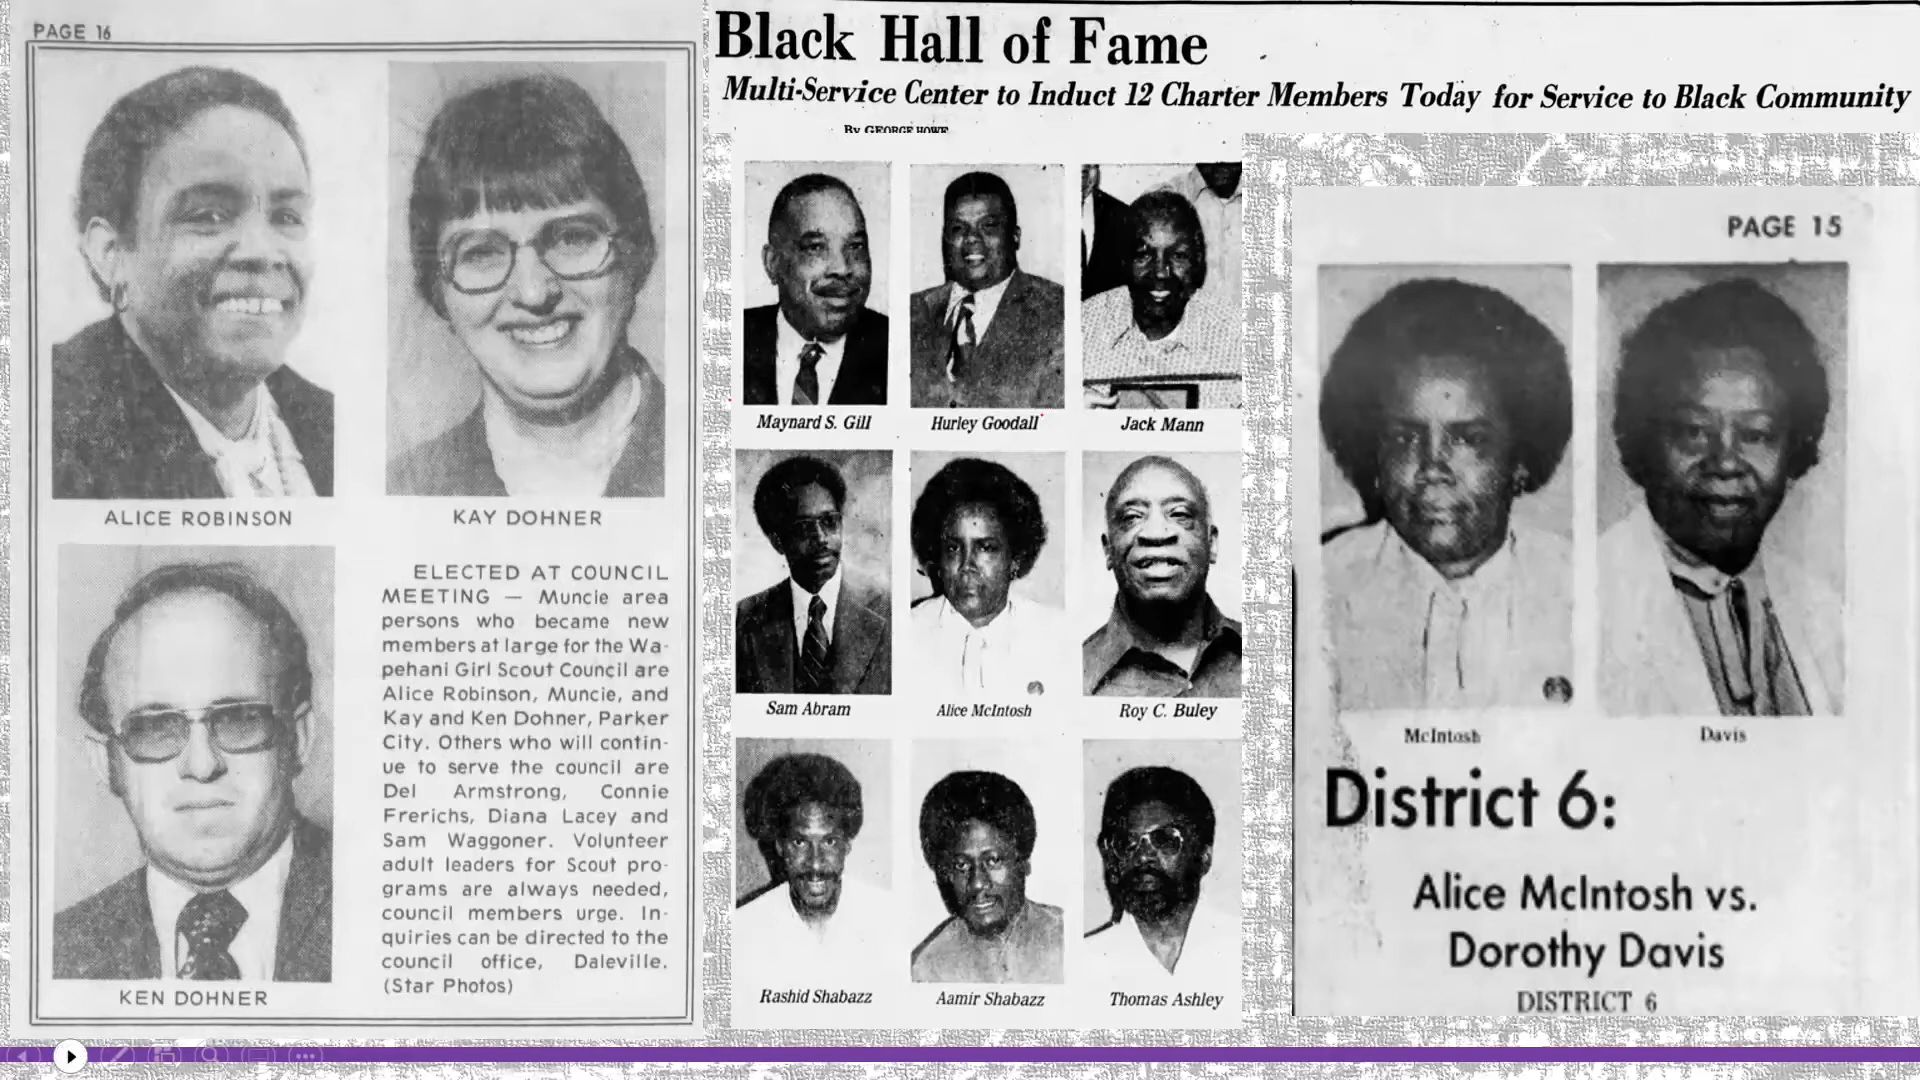 PAGE 16
ALICE ROBINSON
KAY DOHNER
KEN DOHNER
ELECTED AT COUNCIL
MEETING — Muncie area
persons who became new
members at large for the Wa-
pehani Girl Scout Council are
Alice Robinson, Muncie, and
Kay and Ken Dohner, Parker
City. Others who will contin-
ue to serve the council are
Del Armstrong, Connie
Frerichs, Diana Lacey and
Sam Waggoner. Volunteer
adult leaders for Scout pro-
grams are always needed,
council members urge. In-
quiries can be directed to the
council office, Daleville.
(Star Photos)
Black Hall of Fame
Multi-Service Center to Induct 12 Charter Members Today for Service to Black Community
By GEORGE HOWE
Maynard S. Gill
Hurley Goodall
Jack Mann
Sam Abram
Alice McIntosh
Roy C. Buley
Rashid Shabazz
Aamir Shabazz
Thomas Ashley
PAGE 15
McIntosh
Davis
District 6:
Alice McIntosh vs.
Dorothy Davis
DISTRICT 6